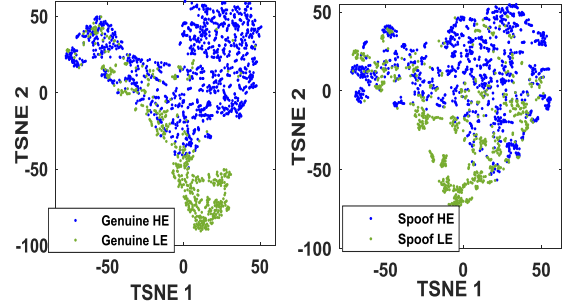 50
0
-50
-100
TSNE 2
Genuine HE
Genuine LE
-50
0
50
TSNE 1
50
0
-50
-100
TSNE 2
Spoof HE
Spoof LE
-50
0
50
TSNE 1